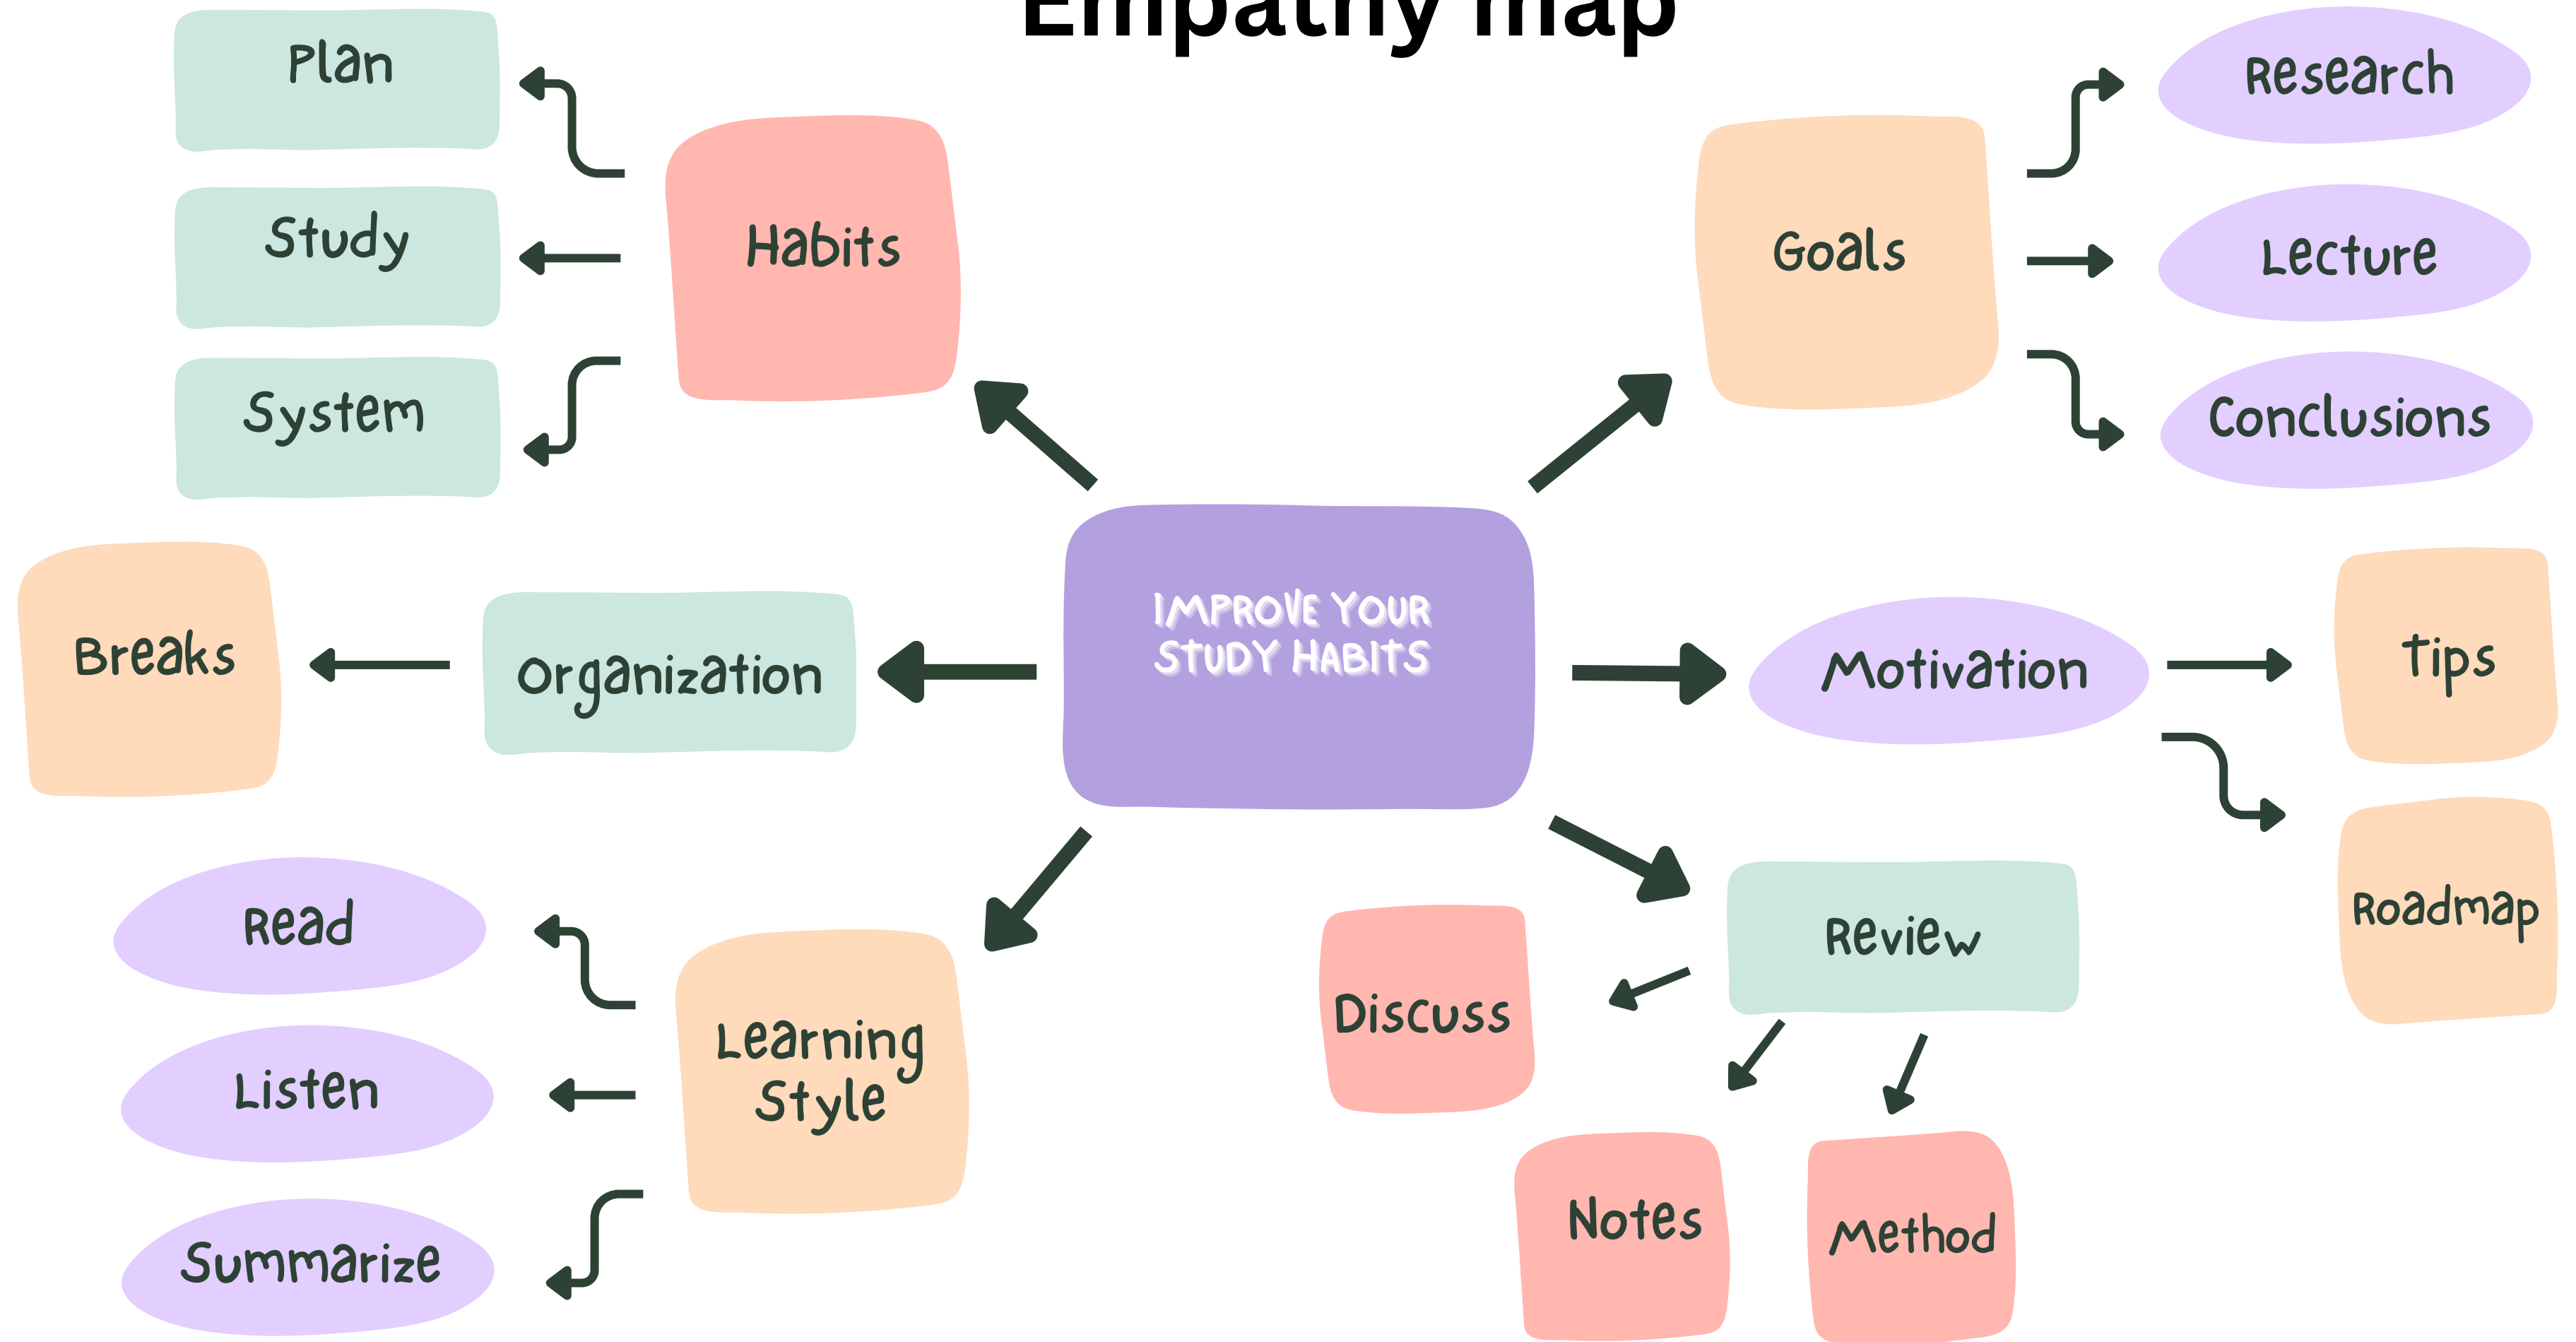 Empathy map
Plan
Study
System
Habits
Goals
Research
Lecture
Conclusions
Breaks
Organization
IMPROVE YOUR
STUDY HABITS
Motivation
Tips
Roadmap
Read
Listen
Summarize
Learning
Style
Review
Discuss
Notes
Method